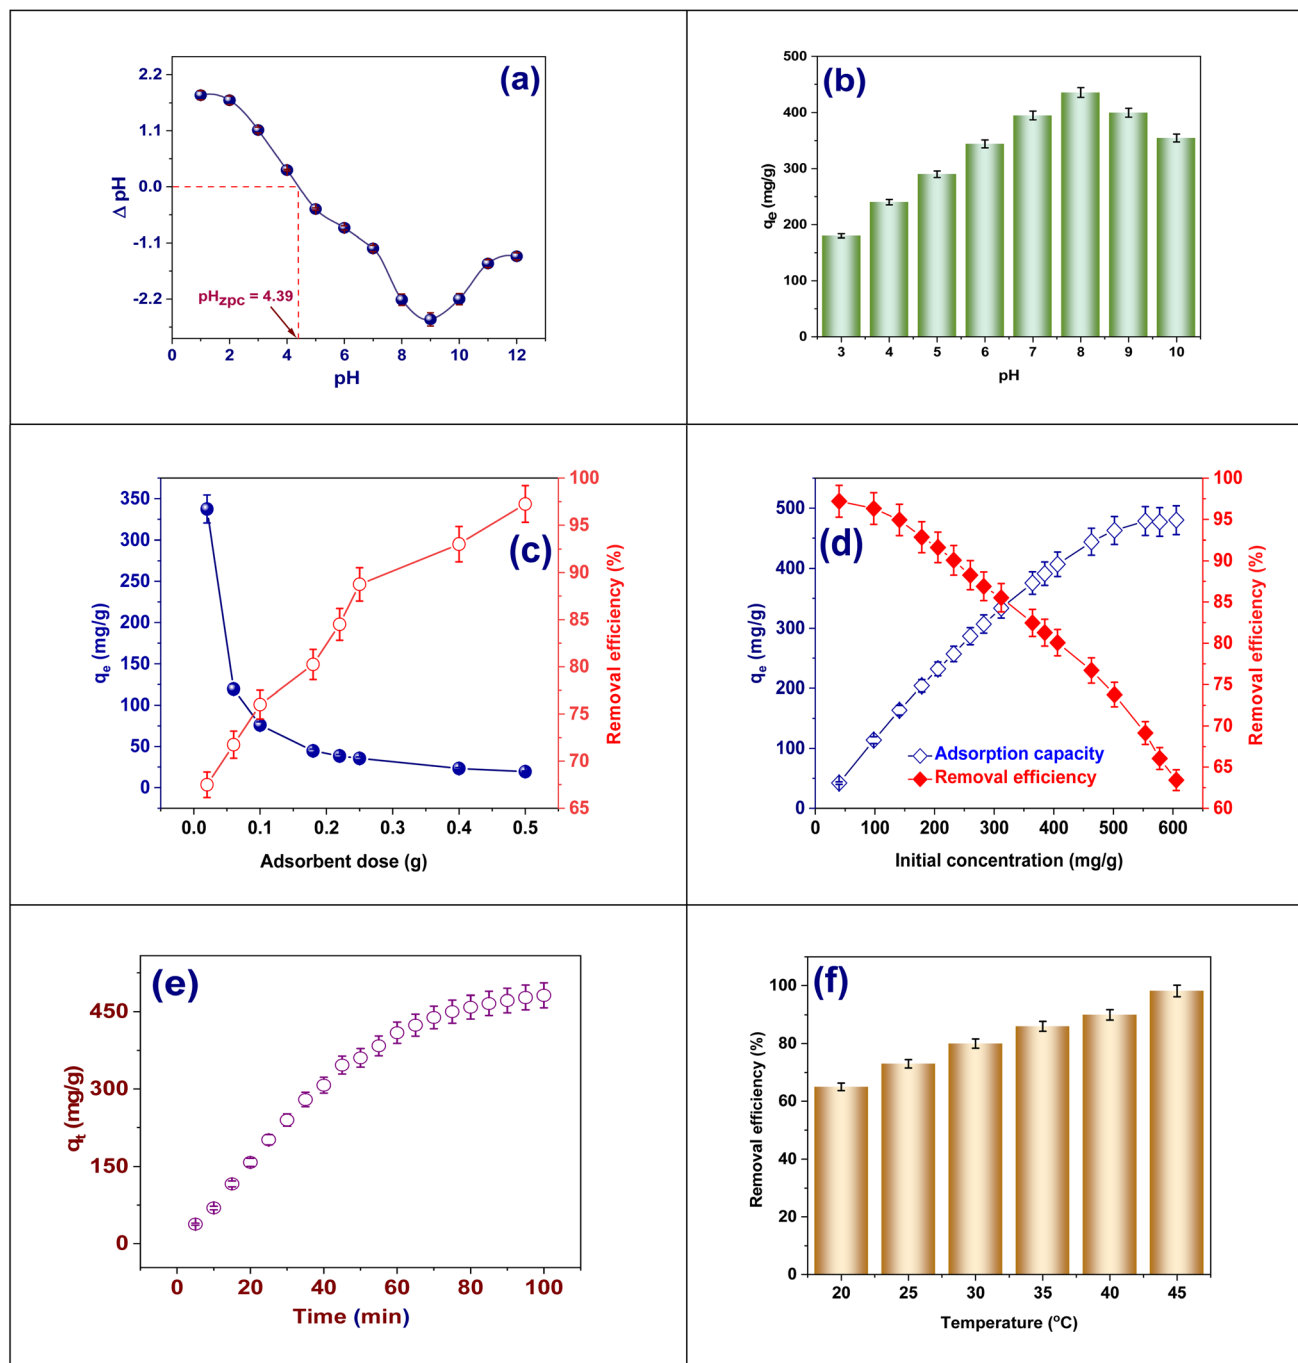 (a)
2.2
1.1
0.0
-1.1
-2.2
Δ pH
pHzpc = 4.39
0 2 4 6 8 10 12
pH
(b)
500
400
300
200
100
0
qe (mg/g)
3 4 5 6 7 8 9 10
pH
(c)
350
300
250
200
150
100
50
0
qe (mg/g)
100
95
90
85
80
75
70
65
Removal efficiency (%)
0.0 0.1 0.2 0.3 0.4 0.5
Adsorbent dose (g)
(d)
500
400
300
200
100
0
qe (mg/g)
100
95
90
85
80
75
70
65
60
Removal efficiency (%)
Adsorption capacity
Removal efficiency
0 100 200 300 400 500 600
Initial concentration (mg/g)
(e)
450
300
150
0
qt (mg/g)
0 20 40 60 80 100
Time (min)
(f)
100
80
60
40
20
0
Removal efficiency (%)
20 25 30 35 40 45
Temperature (oC)